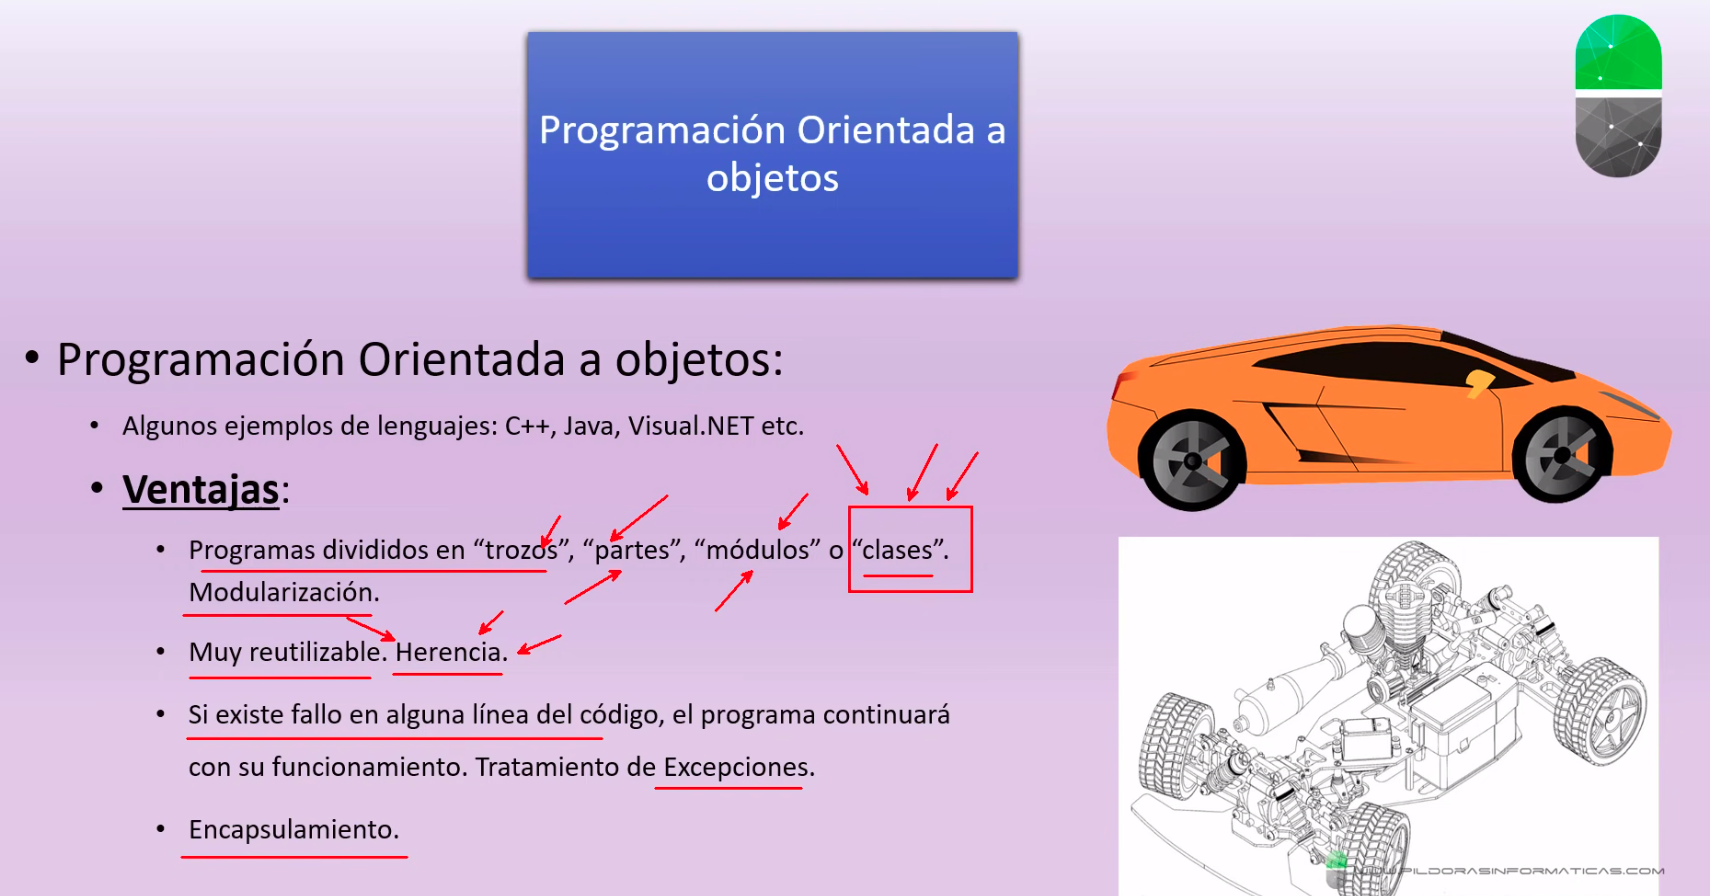 Programación Orientada a
objetos
• Programación Orientada a objetos:
• Algunos ejemplos de lenguajes: C++, Java, Visual.NET etc.
• Ventajas:
• Programas divididos en “trozos”, “partes”, “módulos” o “clases”.
Modularización.
• Muy reutilizable. Herencia.
• Si existe fallo en alguna línea del código, el programa continuará
con su funcionamiento. Tratamiento de Excepciones.
• Encapsulamiento.
WWW.PILDORASINFORMATICAS.COM